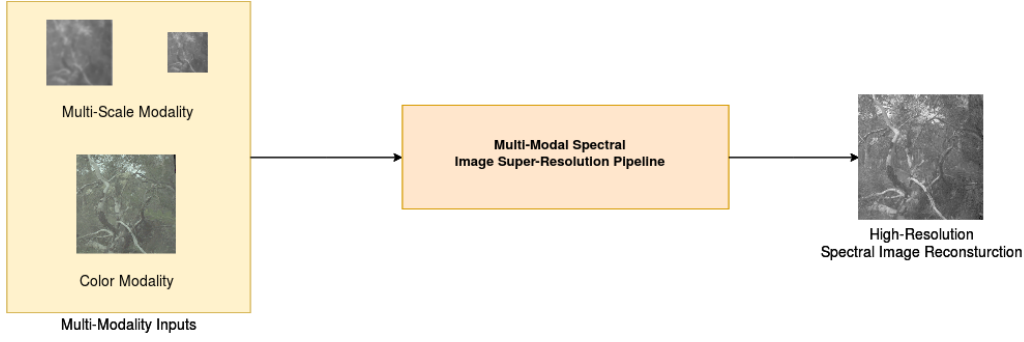 Multi-Scale Modality
Color Modality
Multi-Modality Inputs
Multi-Modal Spectral
Image Super-Resolution Pipeline
High-Resolution
Spectral Image Reconsturction